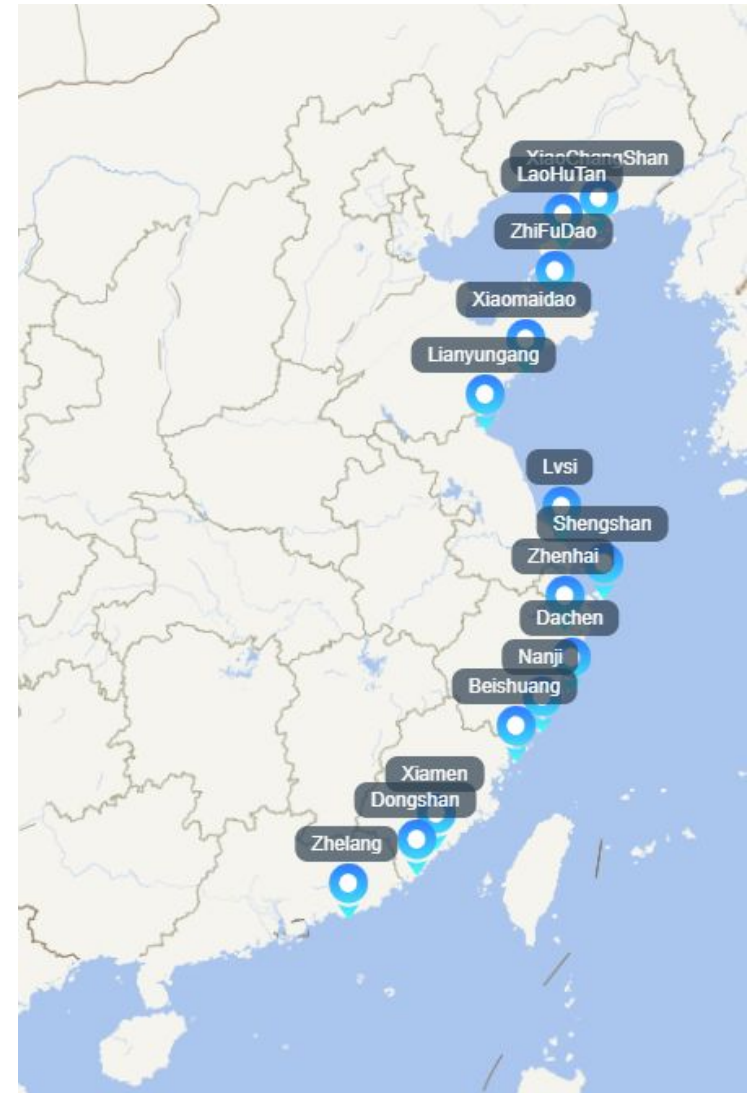 XiaoChangShan
LaoHuTan
ZhiFuDao
Xiaomaidao
Lianyungang
Lvsi
Shengshan
Zhenhai
Dachen
Nanji
Beishuang
Xiamen
Dongshan
Zhelang